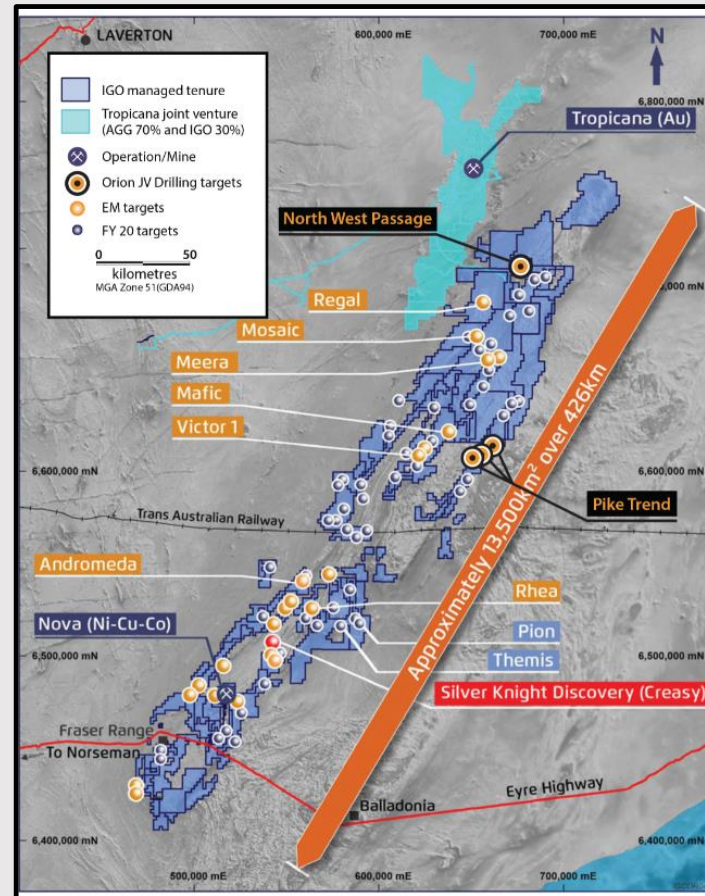 LAVERTON
600,000 mE
700,000 mE
N
6,800,000 mN
IGO managed tenure
Tropicana joint venture
(AGG 70% and IGO 30%)
Operation/Mine
Orion JV Drilling targets
EM targets
FY 20 targets
0 50
kilometres
MGA Zone 51(GDA94)
Tropicana (Au)
North West Passage
Regal
Mosaic
Meera
Mafic
Victor 1
6,600,000 mN
6,600,000 mN
Approximately 13,500km² over 426km
Pike Trend
Trans Australian Railway
Andromeda
Rhea
Nova (Ni-Cu-Co)
Pion
Themis
6,500,000 mN
6,500,000 mN
Silver Knight Discovery (Creasy)
Fraser Range
To Norseman
Eyre Highway
Balladonia
6,400,000 mN
6,400,000 mN
500,000 mE
600,000 mE
700,000 mE